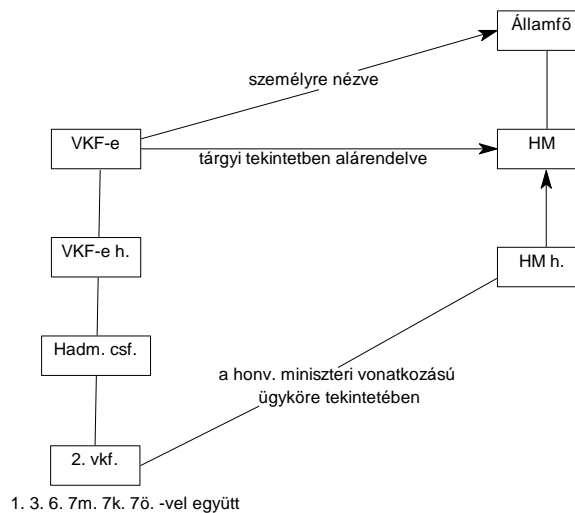 Államfő
személyre nézve
VKF-e
HM
tárgyi tekintetben alárendelve
VKF-e h.
HM h.
Hadm. csf.
a honv. miniszteri vonatkozású
ügyköre tekintetében
2. vkf.
1. 3. 6. 7m. 7k. 7ö. -vel együtt